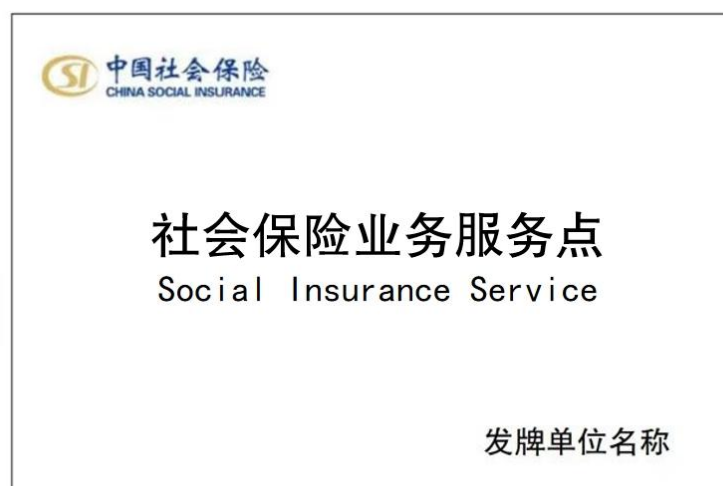 SI
中国社会保险
CHINA SOCIAL INSURANCE
社会保险业务服务点
Social Insurance Service
发牌单位名称